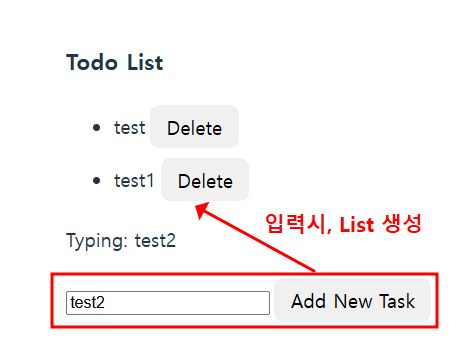 Todo List
test Delete
test1 Delete
입력시, List 생성
Typing: test2
test2 Add New Task